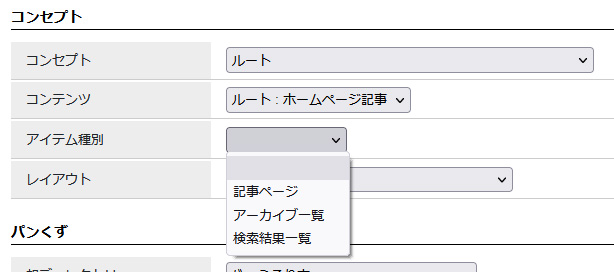 コンセプト
コンセプト ルート
コンテンツ ルート : ホームページ記事
アイテム種別
レイアウト
記事ページ
アーカイブ一覧
検索結果一覧
パンくず